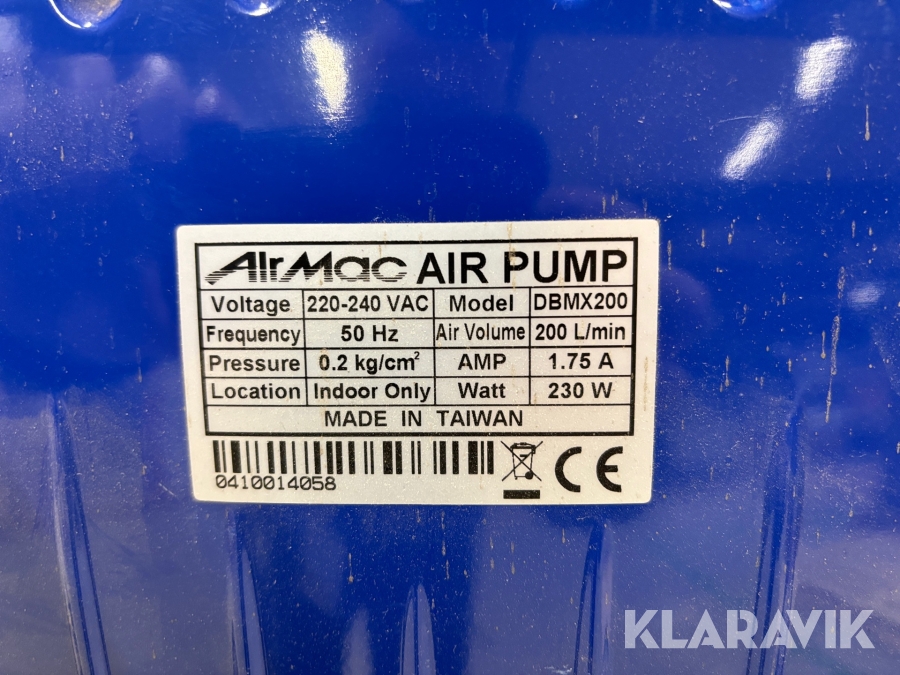 AIRMAC AIR PUMP
Voltage 220-240 VAC Model DBMX200
Frequency 50 Hz Air Volume 200 L/min
Pressure 0.2 kg/cm² AMP 1.75 A
Location Indoor Only Watt 230 W
MADE IN TAIWAN
0410014058
CE
KLARAVIK